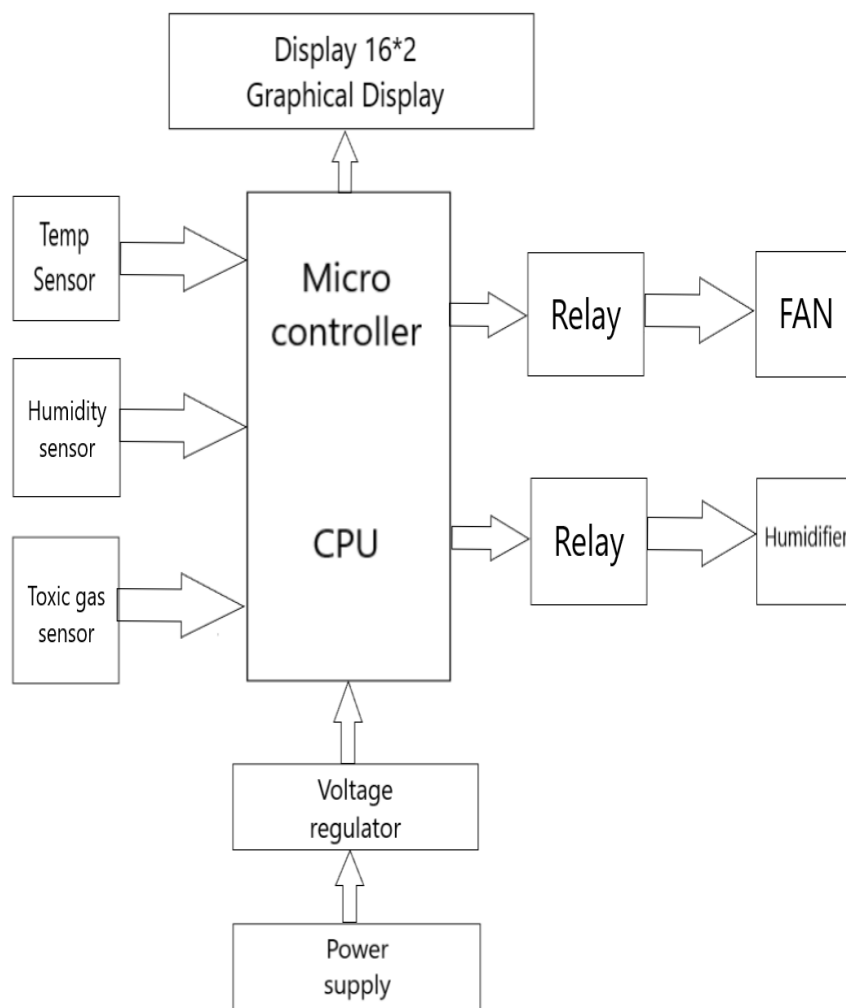 Display 16*2
Graphical Display
Temp
Sensor
Micro
controller
Relay
FAN
Humidity
sensor
CPU
Relay
Humidifier
Toxic gas
sensor
Voltage
regulator
Power
supply